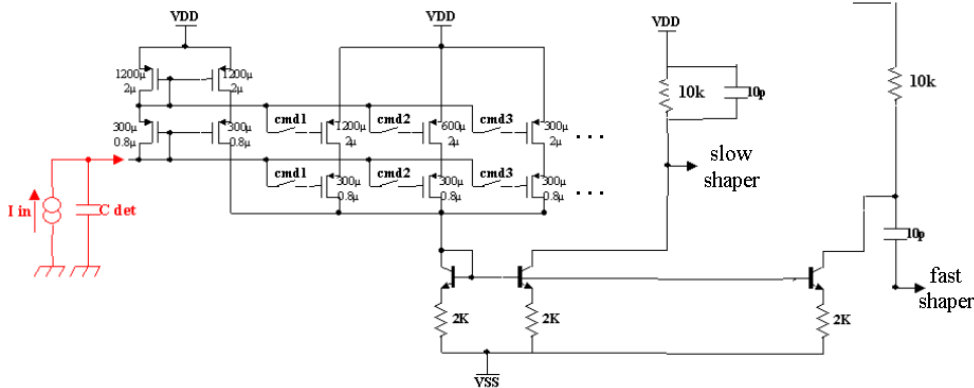 VDD VDD VDD
1200µ 1200µ
2µ 2µ
10k 10p 10k
cmd1 1200µ cmd2 600µ cmd3 300µ
2µ 2µ 2µ ...
300µ 300µ
0.8µ 0.8µ
slow
shaper
cmd1 300µ cmd2 300µ cmd3 300µ
0.8µ 0.8µ 0.8µ ...
I in C det
10p
fast
shaper
2K 2K 2K
VSS